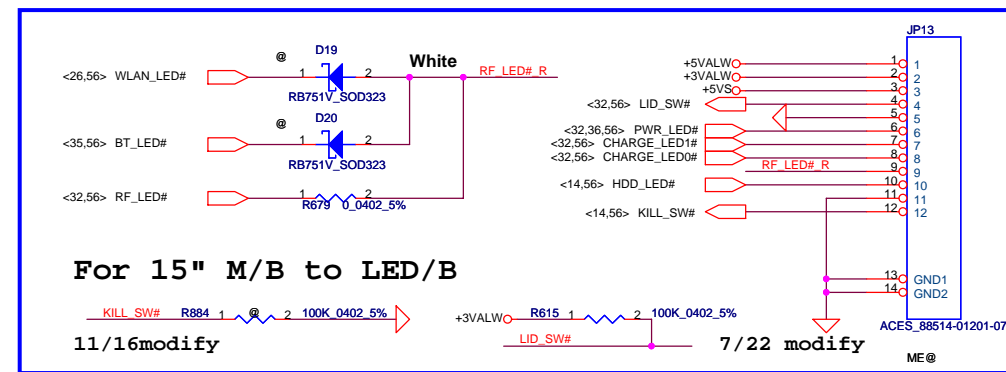 JP13
@ D19
<26,56> WLAN_LED# 1 2 White RF_LED#_R
RB751V_SOD323
@ D20
<35,56> BT_LED# 1 2
RB751V_SOD323
<32,56> RF_LED# 1 2
R679 0_0402_5%
+5VALW 1 1
+3VALW 2 2
+5VS 3 3
<32,56> LID_SW# 4 4
5 5
<32,36,56> PWR_LED# 6 6
<32,56> CHARGE_LED1# 7 7
<32,56> CHARGE_LED0# 8 8
RF_LED#_R 9 9
<14,56> HDD_LED# 10 10
11 11
<14,56> KILL_SW# 12 12
13 GND1
14 GND2
ACES_88514-01201-07
ME@
For 15" M/B to LED/B
KILL_SW# R884 1 @ 2 100K_0402_5%
11/16modify
+3VALW R615 1 2 100K_0402_5%
LID_SW#
7/22 modify